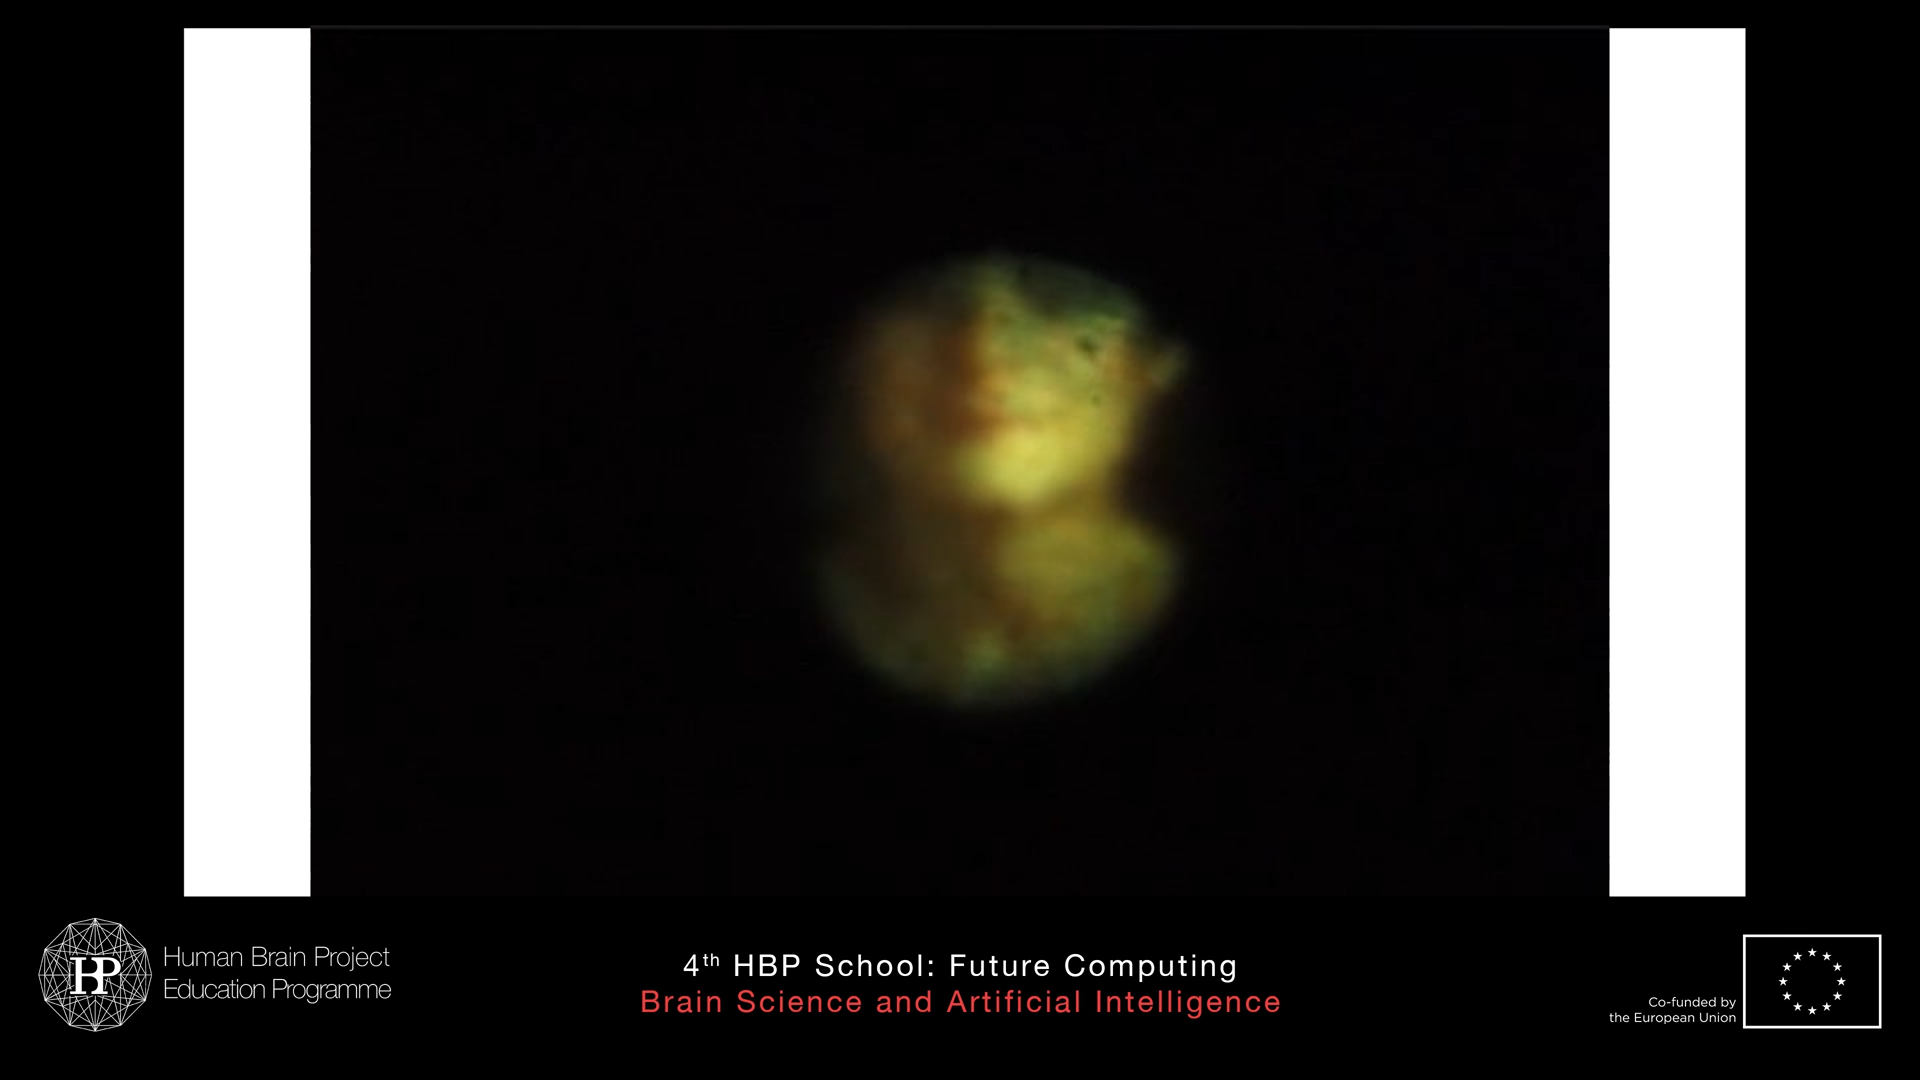 HBP
Human Brain Project
Education Programme
4th HBP School: Future Computing
Brain Science and Artificial Intelligence
Co-funded by
the European Union